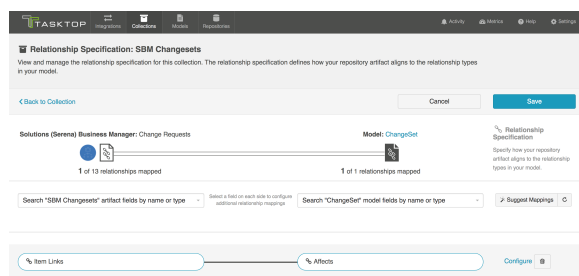 TASKTOP
Integrations
Collections
Models
Repositories
Activity
Metrics
Help
Settings
Relationship Specification: SBM Changesets
View and manage the relationship specification for this collection. The relationship specification defines how your repository artifact aligns to the relationship types
in your model.
Back to Collection
Cancel
Save
Solutions (Serena) Business Manager: Change Requests
Model: ChangeSet
Relationship
Specification
Specify how your repository
artifact aligns to the relationship
types in your model.
1 of 13 relationships mapped
1 of 1 relationships mapped
Search "SBM Changesets" artifact fields by name or type
Select a field on each side to configure
additional relationship mappings
Search "ChangeSet" model fields by name or type
Suggest Mappings
Item Links
Affects
Configure